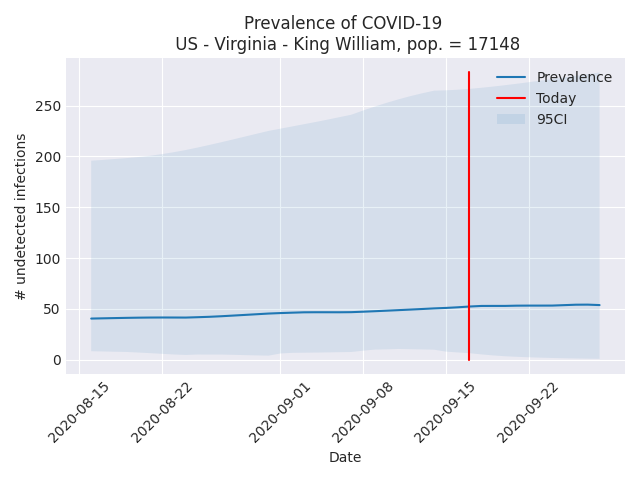 Prevalence of COVID-19
US - Virginia - King William, pop. = 17148
Prevalence
Today
95CI
250
200
150
100
50
0
# undetected infections
2020-08-15
2020-08-22
2020-09-01
2020-09-08
2020-09-15
2020-09-22
Date